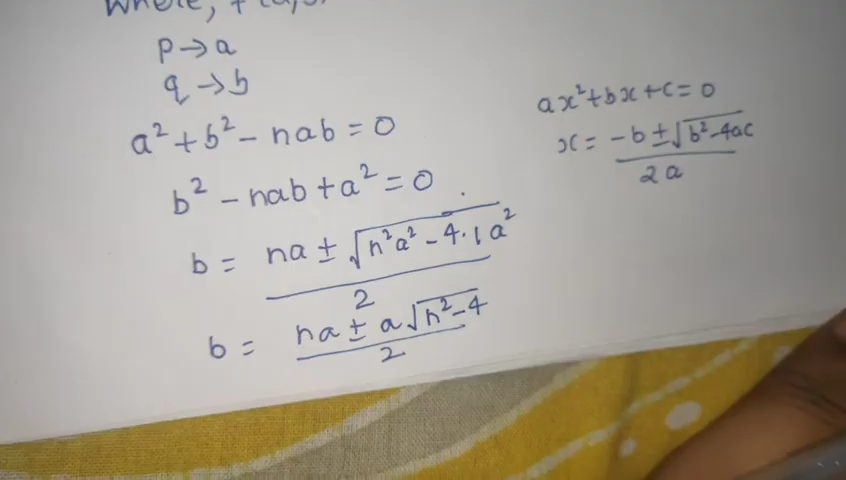 where,
p→a
q→b
a²+b²-nab=0
b²-nab+a²=0
b = na ± √n²a²-4·1a² / 2
b = na ± a√n²-4 / 2
ax²+bx+c=0
x = -b ± √b²-4ac / 2a